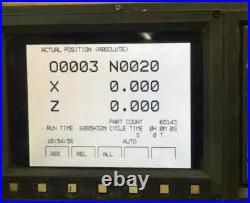 ACTUAL POSITION (ABSOLUTE)
O0003 N0020
X 0.000
Z 0.000
PART COUNT 65143
RUN TIME 6885H32M CYCLE TIME 0H 0M 0S
S 0 T
10:54:56 AUTO
ABS REL ALL